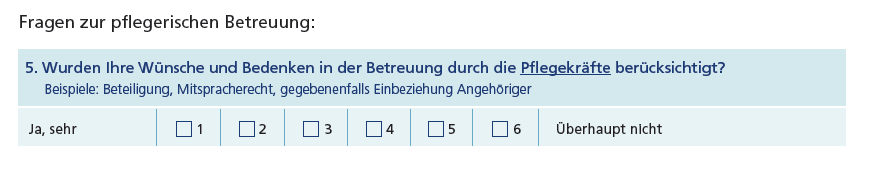 Fragen zur pflegerischen Betreuung:
5. Wurden Ihre Wünsche und Bedenken in der Betreuung durch die Pflegekräfte berücksichtigt?
Beispiele: Beteiligung, Mitspracherecht, gegebenenfalls Einbeziehung Angehöriger
Ja, sehr 1 2 3 4 5 6 Überhaupt nicht